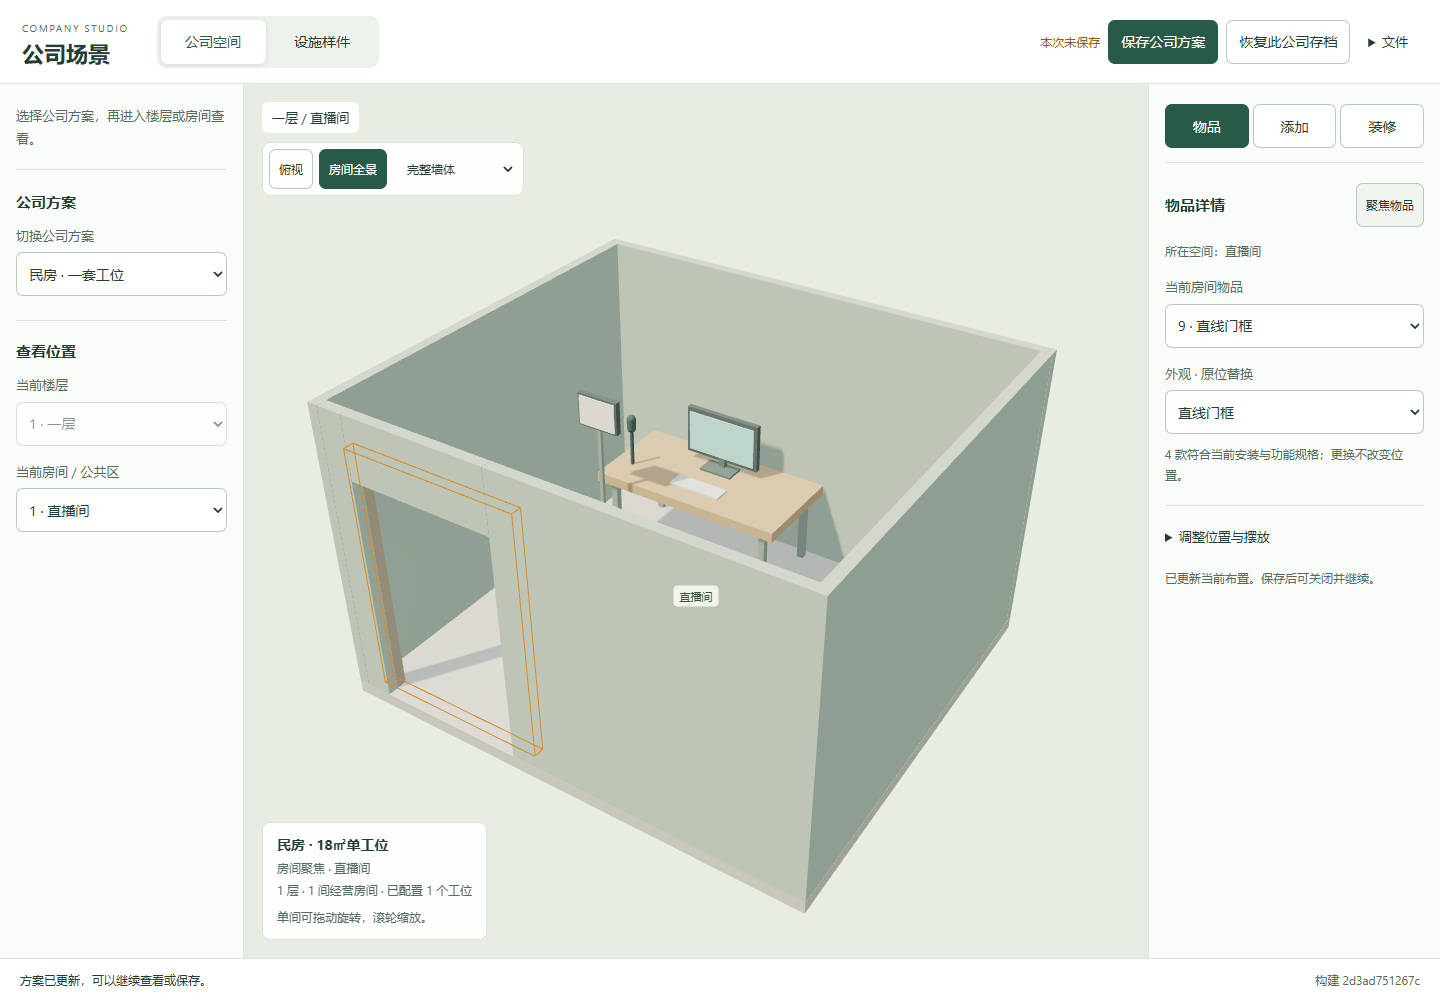 COMPANY STUDIO
公司场景
公司空间
设施样件
本次未保存
保存公司方案
恢复此公司存档
▶ 文件
选择公司方案，再进入楼层或房间查
看。
公司方案
切换公司方案
民房 · 一套工位
查看位置
当前楼层
1 · 一层
当前房间 / 公共区
1 · 直播间
一层 / 直播间
俯视
房间全景
完整墙体
直播间
民房 · 18㎡单工位
房间聚焦 · 直播间
1 层 · 1 间经营房间 · 已配置 1 个工位
单间可拖动旋转，滚轮缩放。
物品
添加
装修
物品详情
聚焦物品
所在空间：直播间
当前房间物品
9 · 直线门框
外观 · 原位替换
直线门框
4 款符合当前安装与功能规格；更换不改变位
置。
▶ 调整位置与摆放
已更新当前布置。保存后可关闭并继续。
方案已更新，可以继续查看或保存。
构建 2d3ad751267c